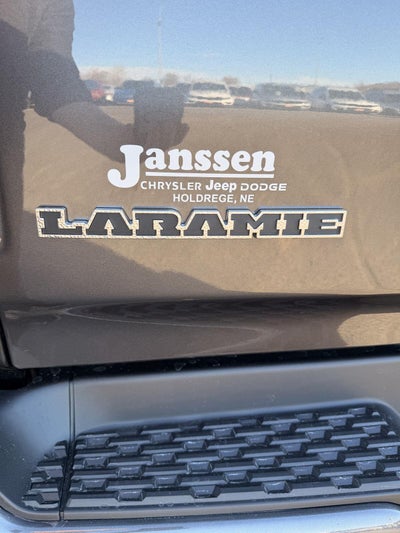 Janssen
CHRYSLER Jeep DODGE
HOLDREGE, NE
LARAMIE